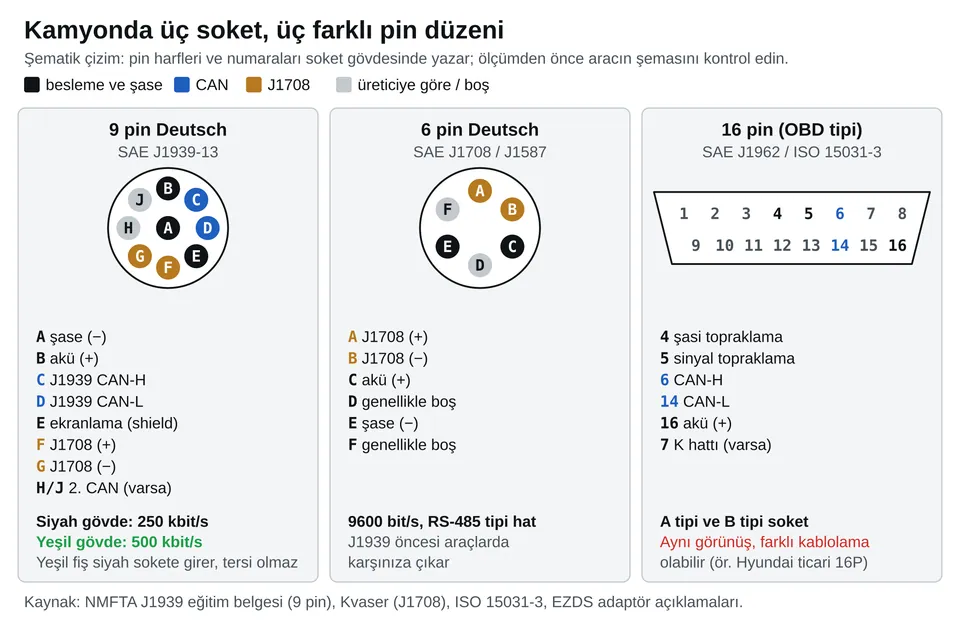 Kamyonda üç soket, üç farklı pin düzeni
Şematik çizim: pin harfleri ve numaraları soket gövdesinde yazar; ölçümden önce aracın şemasını kontrol edin.
besleme ve şase CAN J1708 üreticiye göre / boş
9 pin Deutsch
SAE J1939-13
B
J C
H A D
G E
F
A şase (−)
B akü (+)
C J1939 CAN-H
D J1939 CAN-L
E ekranlama (shield)
F J1708 (+)
G J1708 (−)
H/J 2. CAN (varsa)
Siyah gövde: 250 kbit/s
Yeşil gövde: 500 kbit/s
Yeşil fiş siyah sokete girer, tersi olmaz
6 pin Deutsch
SAE J1708 / J1587
A
F B
E C
D
A J1708 (+)
B J1708 (−)
C akü (+)
D genellikle boş
E şase (−)
F genellikle boş
9600 bit/s, RS-485 tipi hat
J1939 öncesi araçlarda
karşınıza çıkar
16 pin (OBD tipi)
SAE J1962 / ISO 15031-3
1 2 3 4 5 6 7 8
9 10 11 12 13 14 15 16
4 şasi topraklama
5 sinyal topraklama
6 CAN-H
14 CAN-L
16 akü (+)
7 K hattı (varsa)
A tipi ve B tipi soket
Aynı görünüş, farklı kablolama
olabilir (ör. Hyundai ticari 16P)
Kaynak: NMFTA J1939 eğitim belgesi (9 pin), Kvaser (J1708), ISO 15031-3, EZDS adaptör açıklamaları.